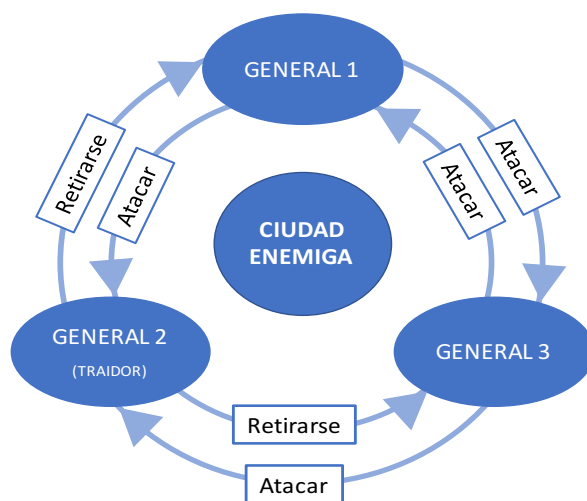 GENERAL 1
Retirarse
Atacar
Atacar
Atacar
CIUDAD
ENEMIGA
GENERAL 2
(TRAIDOR)
GENERAL 3
Retirarse
Atacar